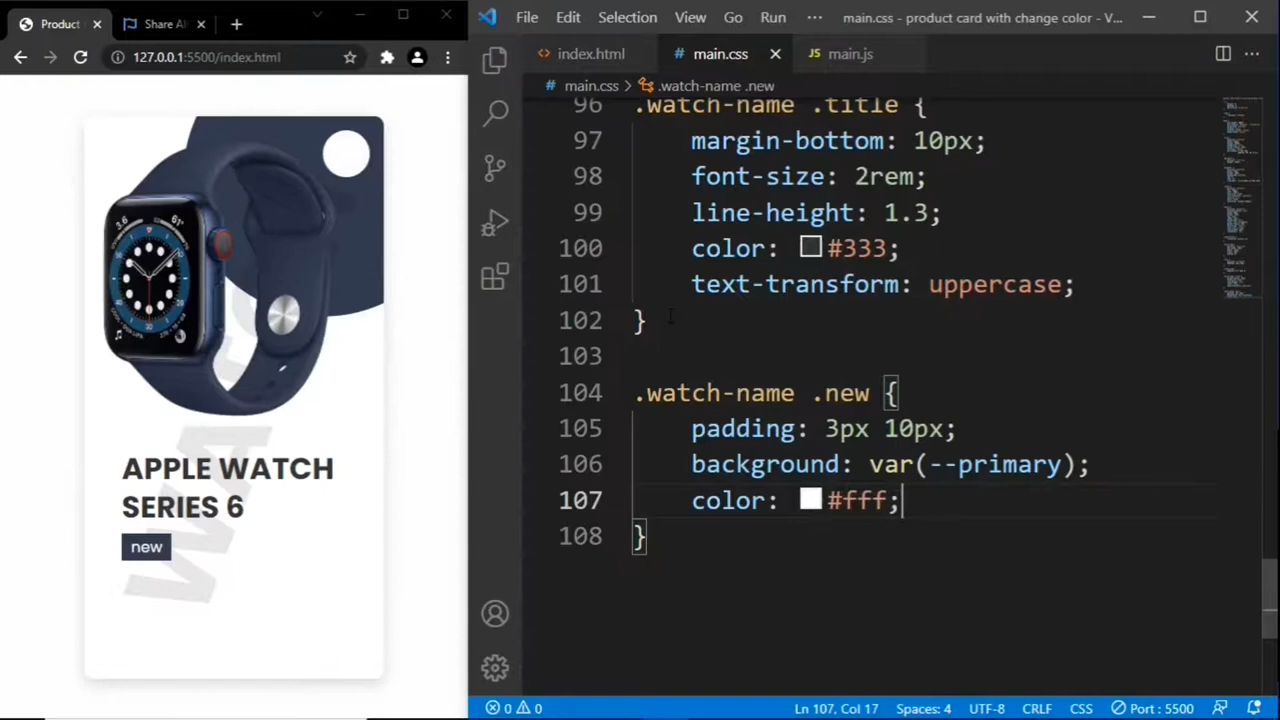 Product
Share Al
127.0.0.1:5500/index.html
3.6
61°
WATCH
APPLE WATCH
SERIES 6
new
File Edit Selection View Go Run ··· main.css - product card with change color - V...
index.html
# main.css
JS main.js
# main.css > .watch-name .new
96 .watch-name .title {
97 margin-bottom: 10px;
98 font-size: 2rem;
99 line-height: 1.3;
100 color: #333;
101 text-transform: uppercase;
102 }
103
104 .watch-name .new {
105 padding: 3px 10px;
106 background: var(--primary);
107 color: #fff;
108 }
0 0
Ln 107, Col 17 Spaces: 4 UTF-8 CRLF CSS Port : 5500